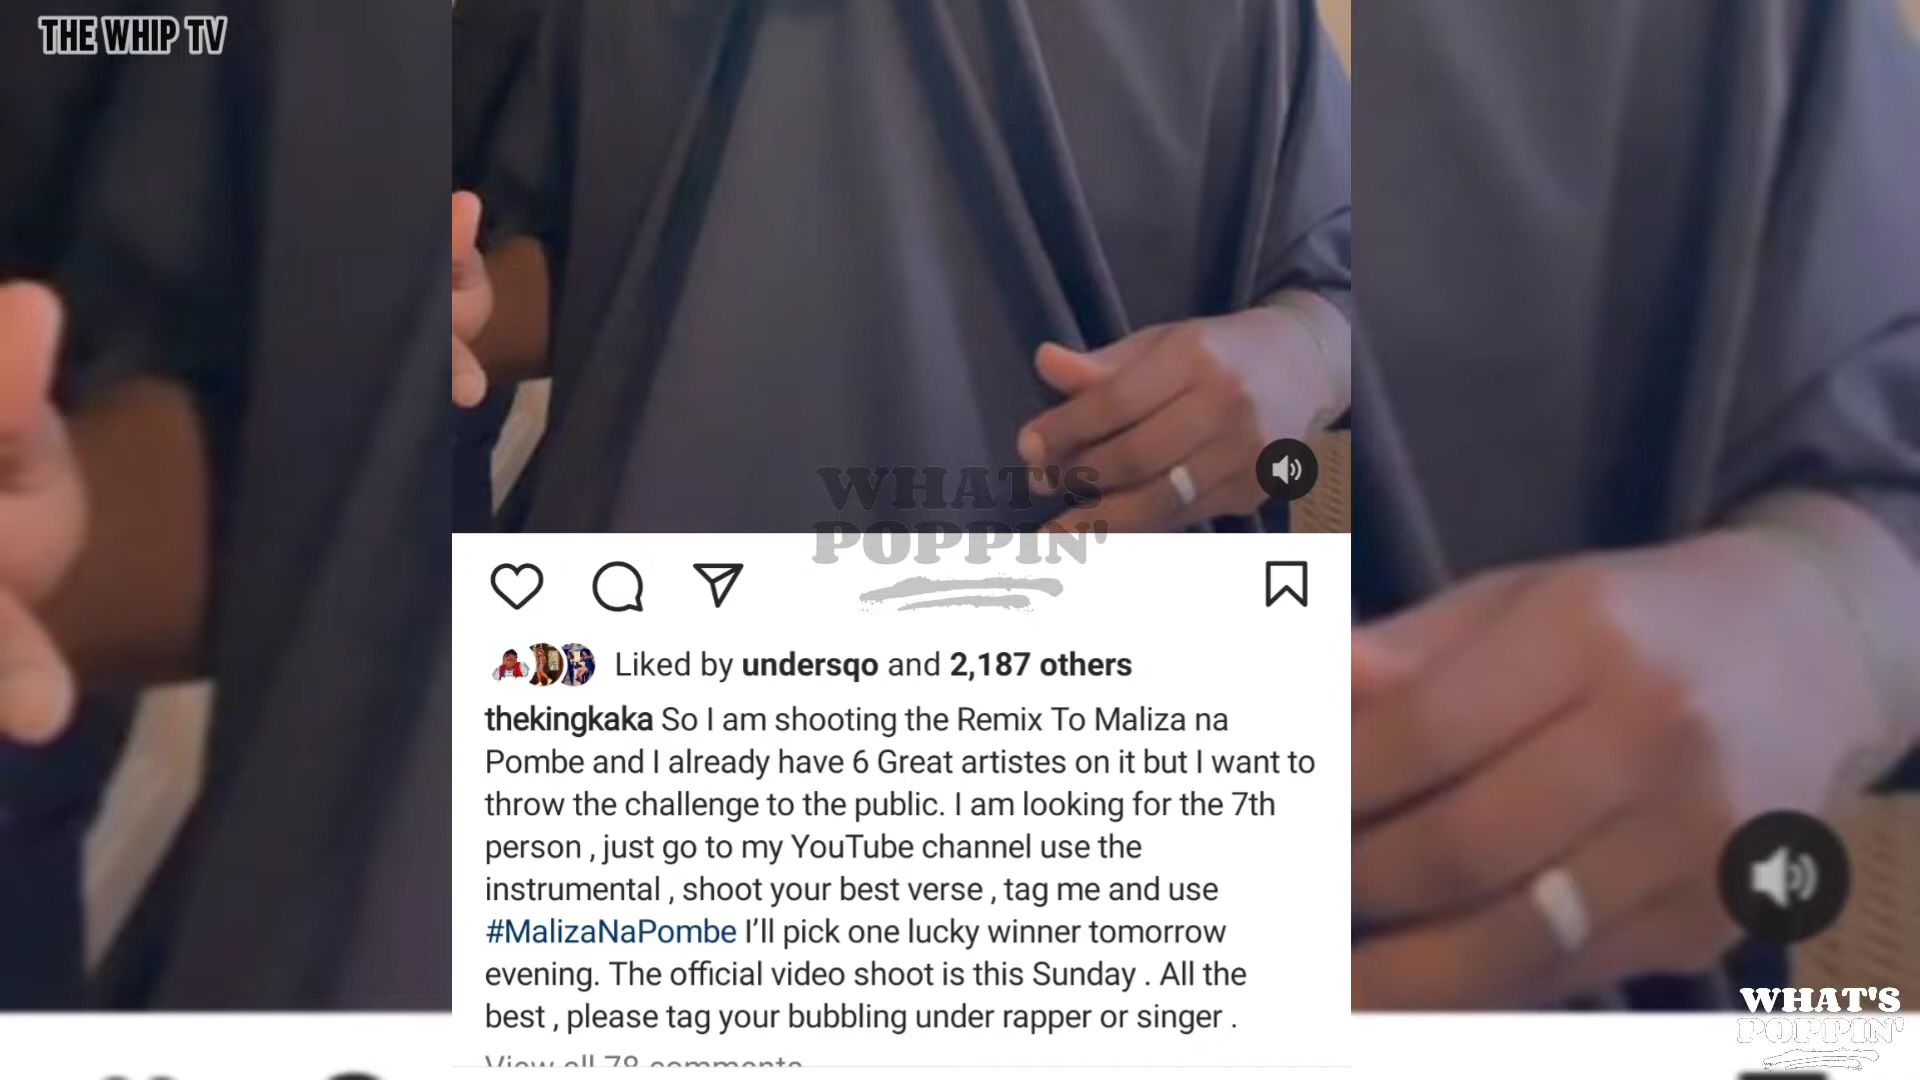 THE WHIP TV
WHAT'S
POPPIN'
Liked by undersqo and 2,187 others
thekingkaka So I am shooting the Remix To Maliza na
Pombe and I already have 6 Great artistes on it but I want to
throw the challenge to the public. I am looking for the 7th
person , just go to my YouTube channel use the
instrumental , shoot your best verse , tag me and use
#MalizaNaPombe I’ll pick one lucky winner tomorrow
evening. The official video shoot is this Sunday . All the
best , please tag your bubbling under rapper or singer .
View all 78 comments
WHAT'S
POPPIN'